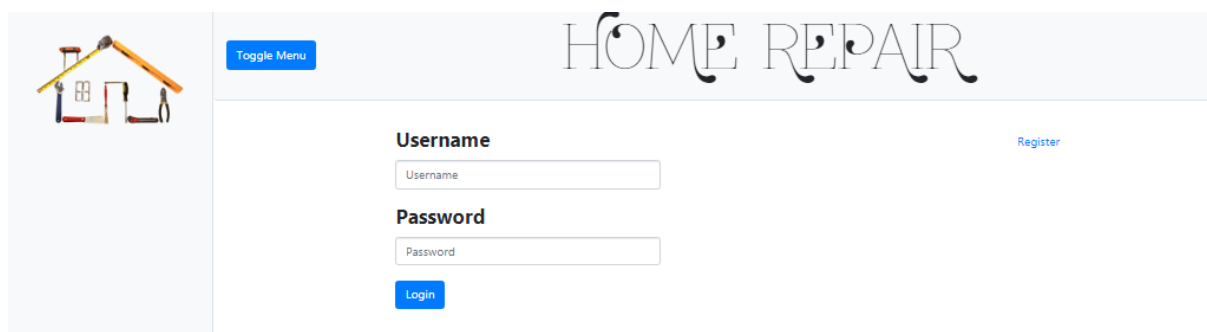 HOME REPAIR
Toggle Menu
Username
Register
Username
Password
Password
Login